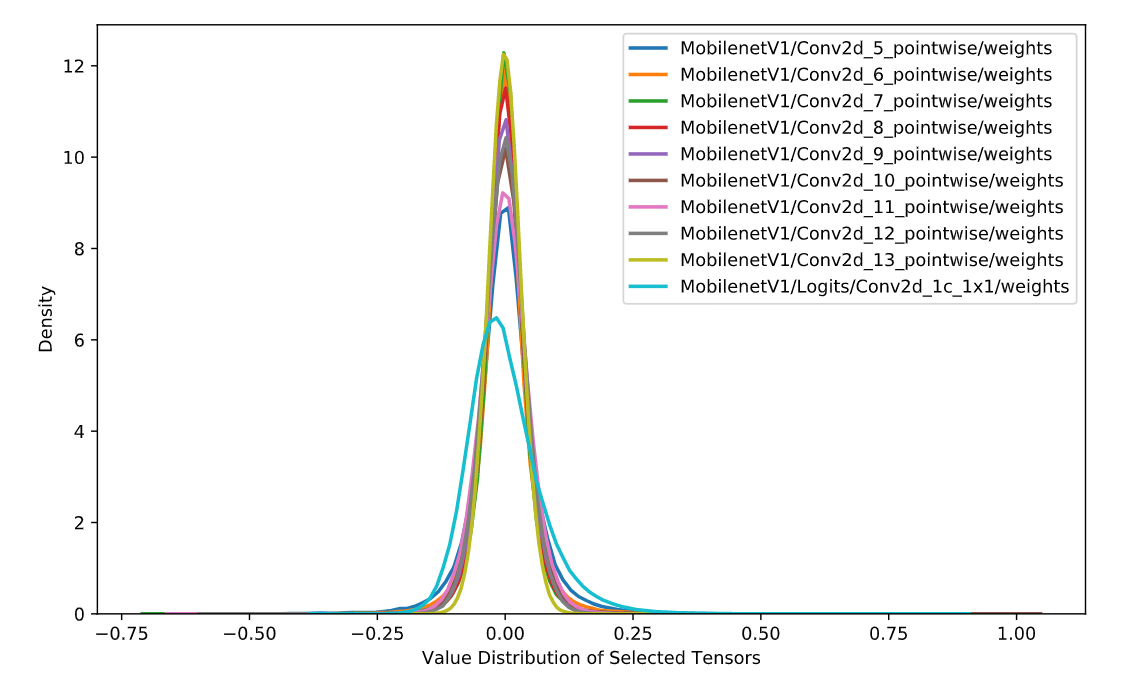 MobilenetV1/Conv2d_5_pointwise/weights
MobilenetV1/Conv2d_6_pointwise/weights
MobilenetV1/Conv2d_7_pointwise/weights
MobilenetV1/Conv2d_8_pointwise/weights
MobilenetV1/Conv2d_9_pointwise/weights
MobilenetV1/Conv2d_10_pointwise/weights
MobilenetV1/Conv2d_11_pointwise/weights
MobilenetV1/Conv2d_12_pointwise/weights
MobilenetV1/Conv2d_13_pointwise/weights
MobilenetV1/Logits/Conv2d_1c_1x1/weights
12
10
8
6
4
2
0
Density
−0.75 −0.50 −0.25 0.00 0.25 0.50 0.75 1.00
Value Distribution of Selected Tensors